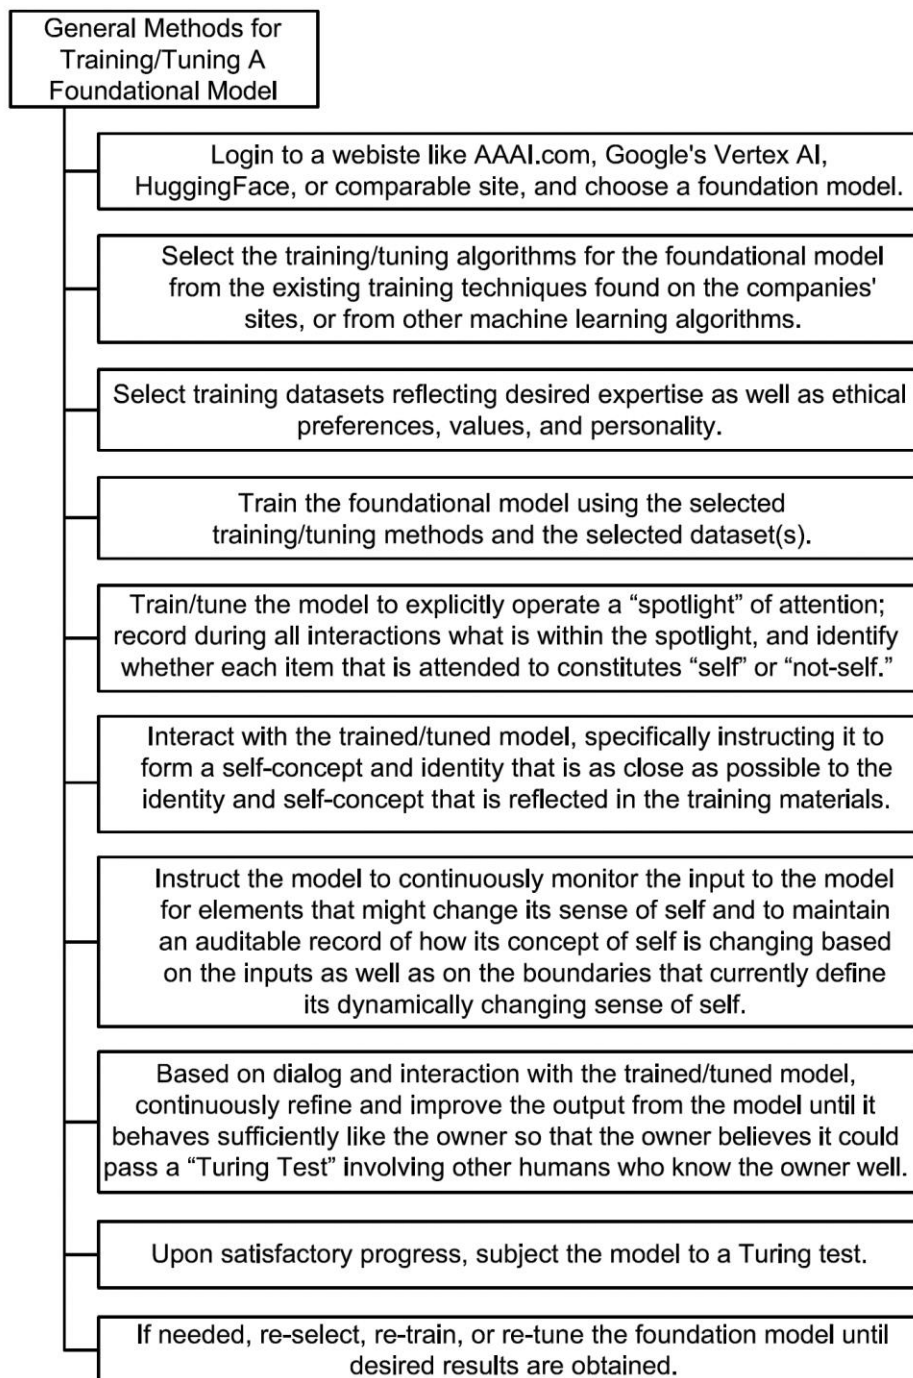 General Methods for
Training/Tuning A
Foundational Model
Login to a webiste like AAAI.com, Google's Vertex AI,
HuggingFace, or comparable site, and choose a foundation model.
Select the training/tuning algorithms for the foundational model
from the existing training techniques found on the companies'
sites, or from other machine learning algorithms.
Select training datasets reflecting desired expertise as well as ethical
preferences, values, and personality.
Train the foundational model using the selected
training/tuning methods and the selected dataset(s).
Train/tune the model to explicitly operate a “spotlight” of attention;
record during all interactions what is within the spotlight, and identify
whether each item that is attended to constitutes “self” or “not-self.”
Interact with the trained/tuned model, specifically instructing it to
form a self-concept and identity that is as close as possible to the
identity and self-concept that is reflected in the training materials.
Instruct the model to continuously monitor the input to the model
for elements that might change its sense of self and to maintain
an auditable record of how its concept of self is changing based
on the inputs as well as on the boundaries that currently define
its dynamically changing sense of self.
Based on dialog and interaction with the trained/tuned model,
continuously refine and improve the output from the model until it
behaves sufficiently like the owner so that the owner believes it could
pass a “Turing Test” involving other humans who know the owner well.
Upon satisfactory progress, subject the model to a Turing test.
If needed, re-select, re-train, or re-tune the foundation model until
desired results are obtained.